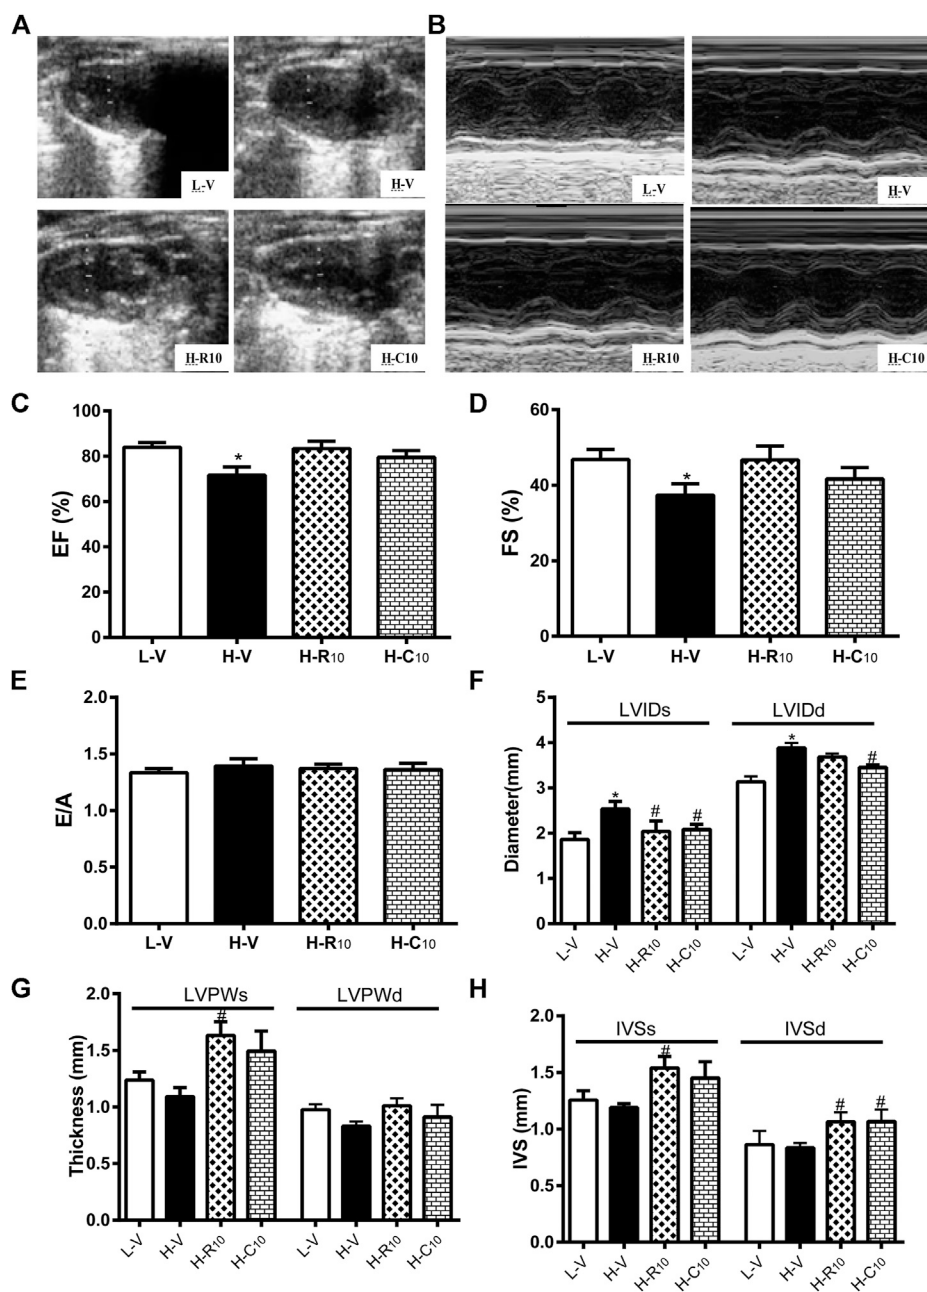 A
B
L-V
H-V
L-V
H-V
H-R10
H-C10
H-R10
H-C10
C
D
100
80
60
40
20
0
EF (%)
*
L-V H-V H-R10 H-C10
60
40
20
0
FS (%)
*
L-V H-V H-R10 H-C10
E
F
2.0
1.5
1.0
0.5
0.0
E/A
L-V H-V H-R10 H-C10
5
4
3
2
1
0
Diameter(mm)
LVIDs LVIDd
* # # * #
L-V H-V H-R10 H-C10 L-V H-V H-R10 H-C10
G
H
2.0
1.5
1.0
0.5
0.0
Thickness (mm)
LVPWs LVPWd
#
L-V H-V H-R10 H-C10 L-V H-V H-R10 H-C10
2.0
1.5
1.0
0.5
0.0
IVS (mm)
IVSs IVSd
# # #
L-V H-V H-R10 H-C10 L-V H-V H-R10 H-C10